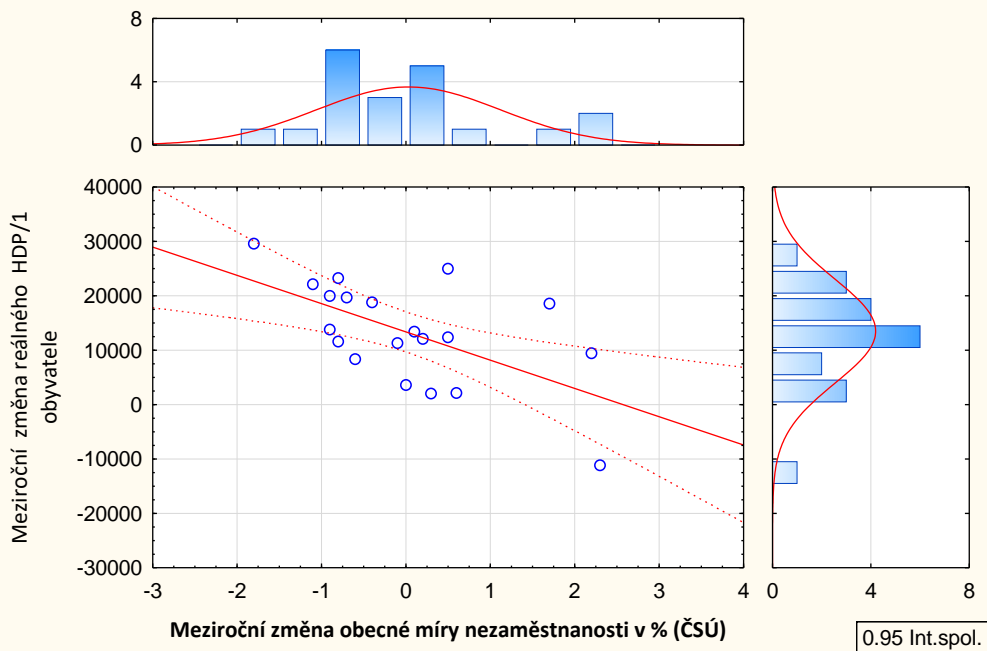 8
4
0
40000
30000
20000
10000
0
-10000
-20000
-30000
Meziroční změna reálného HDP/1
obyvatele
-3 -2 -1 0 1 2 3 4
0 4 8
Meziroční změna obecné míry nezaměstnanosti v % (ČSÚ)
0.95 Int.spol.